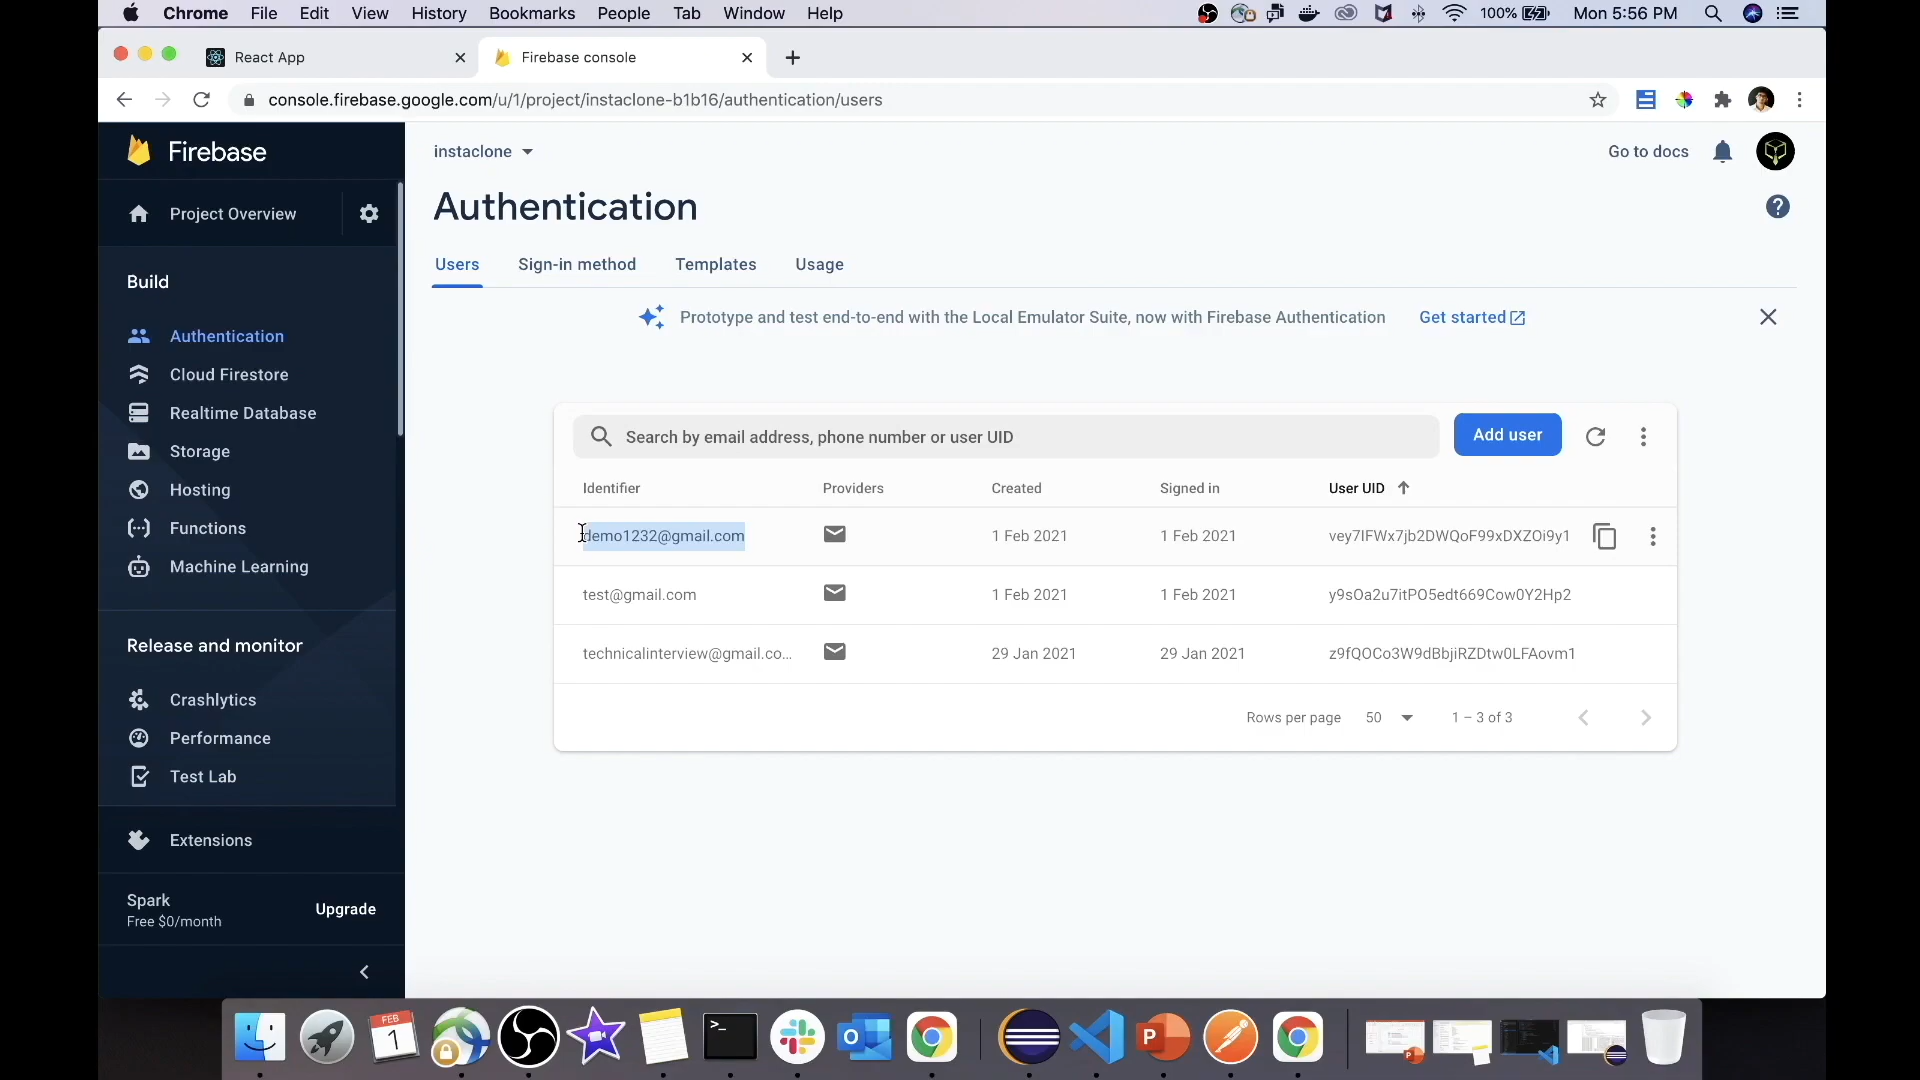 Chrome File Edit View History Bookmarks People Tab Window Help 100% Mon 5:56 PM
React App Firebase console
console.firebase.google.com/u/1/project/instaclone-b1b16/authentication/users
Firebase
instaclone
Go to docs
Project Overview
Authentication
Users Sign-in method Templates Usage
Build
Prototype and test end-to-end with the Local Emulator Suite, now with Firebase Authentication Get started
Authentication
Cloud Firestore
Realtime Database
Storage
Hosting
Functions
Machine Learning
Search by email address, phone number or user UID Add user
Identifier Providers Created Signed in User UID
demo1232@gmail.com 1 Feb 2021 1 Feb 2021 vey7IFWx7jb2DWQoF99xDXZOi9y1
test@gmail.com 1 Feb 2021 1 Feb 2021 y9sOa2u7itPO5edt669Cow0Y2Hp2
technicalinterview@gmail.co... 29 Jan 2021 29 Jan 2021 z9fQOCo3W9dBbjiRZDtw0LFAovm1
Rows per page 50 1 – 3 of 3
Release and monitor
Crashlytics
Performance
Test Lab
Extensions
Spark
Free $0/month
Upgrade
FEB
1